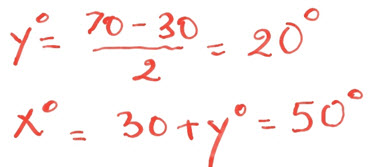 y° = 70 - 30 / 2 = 20°
x° = 30 + y° = 50°